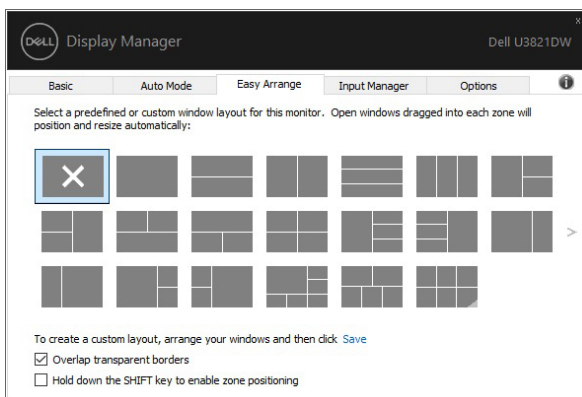 DELL Display Manager Dell U3821DW x
Basic Auto Mode Easy Arrange Input Manager Options i
Select a predefined or custom window layout for this monitor. Open windows dragged into each zone will
position and resize automatically:
>
To create a custom layout, arrange your windows and then click Save
Overlap transparent borders
Hold down the SHIFT key to enable zone positioning